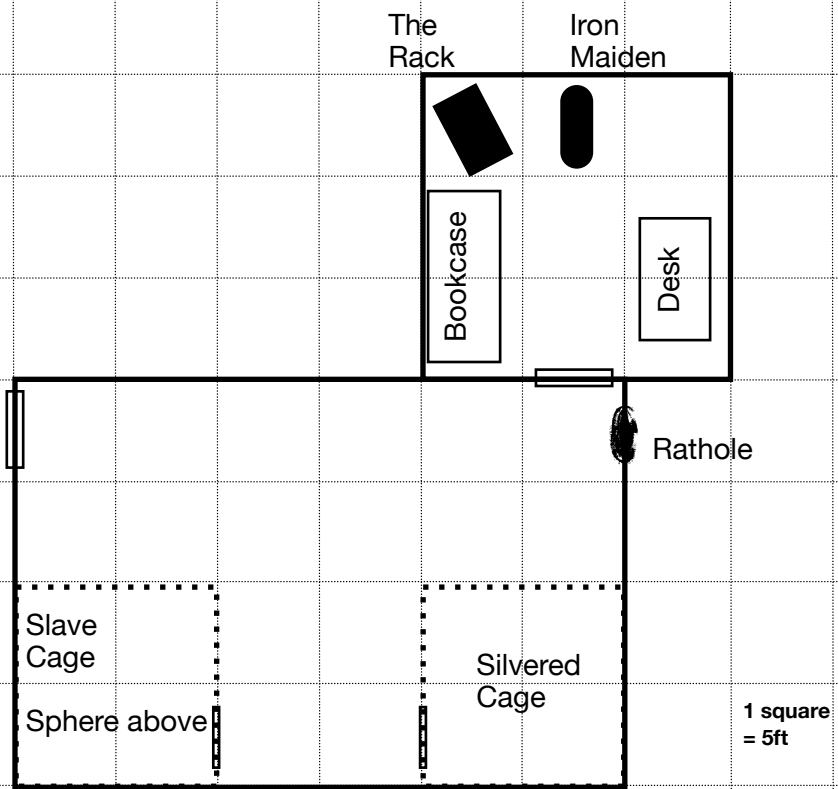 The
Rack
Iron
Maiden
Bookcase
Desk
Rathole
Slave
Cage
Sphere above
Silvered
Cage
1 square
= 5ft